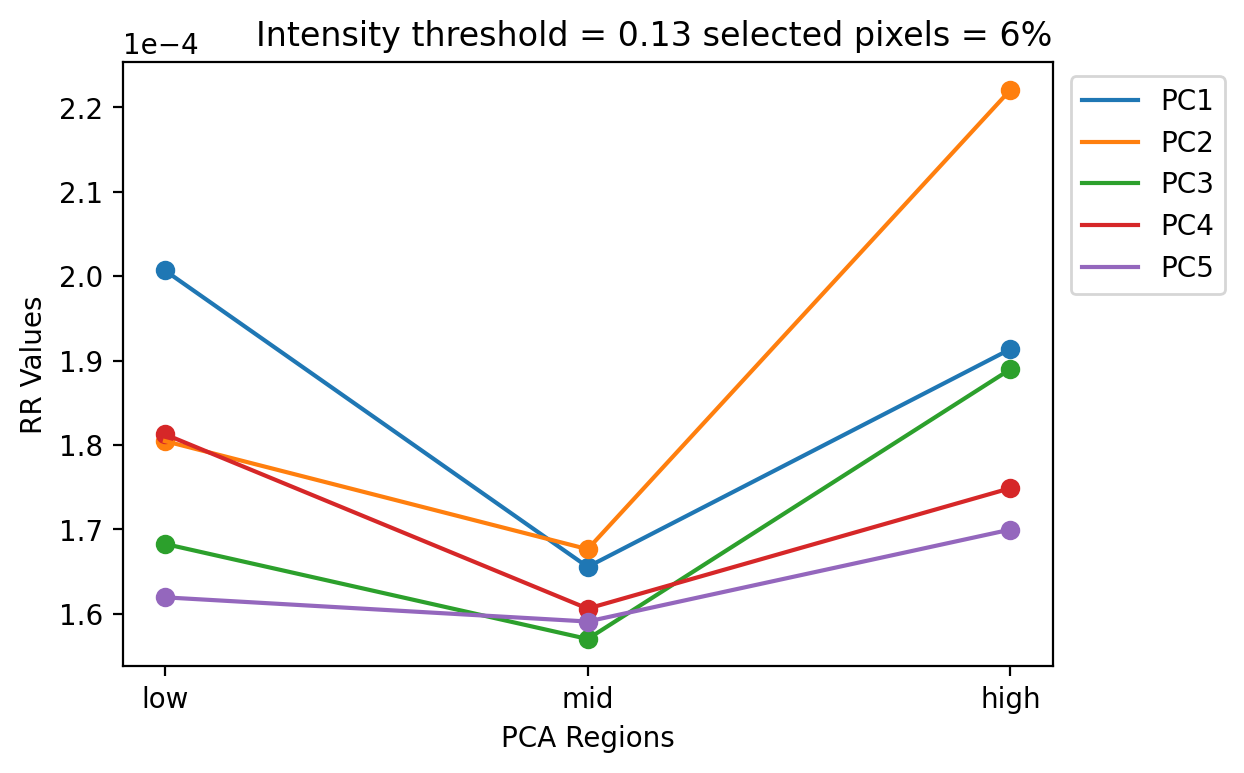 Intensity threshold = 0.13 selected pixels = 6%
1e−4
2.2
2.1
2.0
1.9
1.8
1.7
1.6
RR Values
low mid high
PCA Regions
PC1
PC2
PC3
PC4
PC5